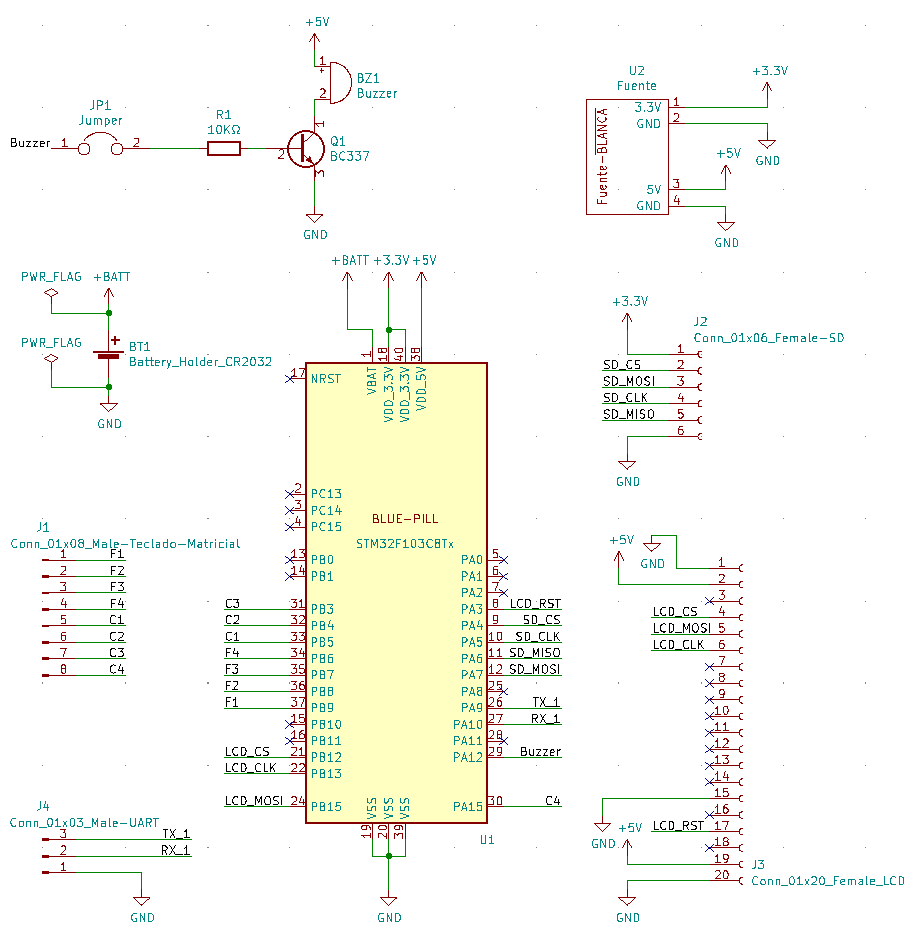 +5V
1
+
2
BZ1
Buzzer
JP1
Jumper
Buzzer
1
2
R1
10KΩ
1
2
3
Q1
BC337
GND
U2
Fuente
Fuente-BLANCA
3.3V
1
GND
2
5V
3
GND
4
+3.3V
GND
+5V
GND
PWR_FLAG
+BATT
PWR_FLAG
BT1
Battery_Holder_CR2032
GND
+BATT
+3.3V
+5V
1
18
40
38
VBAT
VDD_3.3V
VDD_3.3V
VDD_5V
17
NRST
2
PC13
3
PC14
4
PC15
BLUE-PILL
STM32F103C8Tx
13
PB0
14
PB1
C3
31
PB3
C2
32
PB4
C1
33
PB5
F4
34
PB6
F3
35
PB7
F2
36
PB8
F1
37
PB9
15
PB10
16
PB11
LCD_CS
21
PB12
LCD_CLK
22
PB13
LCD_MOSI
24
PB15
PA0
5
PA1
6
PA2
7
PA3
8
LCD_RST
PA4
9
SD_CS
PA5
10
SD_CLK
PA6
11
SD_MISO
PA7
12
SD_MOSI
PA8
25
PA9
26
TX_1
PA10
27
RX_1
PA11
28
PA12
29
Buzzer
PA15
30
C4
VSS
VSS
VSS
19
20
39
U1
GND
+3.3V
J2
Conn_01x06_Female-SD
1
SD_CS
2
SD_MOSI
3
SD_CLK
4
SD_MISO
5
6
GND
J1
Conn_01x08_Male-Teclado-Matricial
1
F1
2
F2
3
F3
4
F4
5
C1
6
C2
7
C3
8
C4
J4
Conn_01x03_Male-UART
3
TX_1
2
RX_1
1
GND
+5V
GND
1
2
3
LCD_CS
4
LCD_MOSI
5
LCD_CLK
6
7
8
9
10
11
12
13
14
15
16
GND
+5V
LCD_RST
17
18
19
20
J3
Conn_01x20_Female_LCD
GND